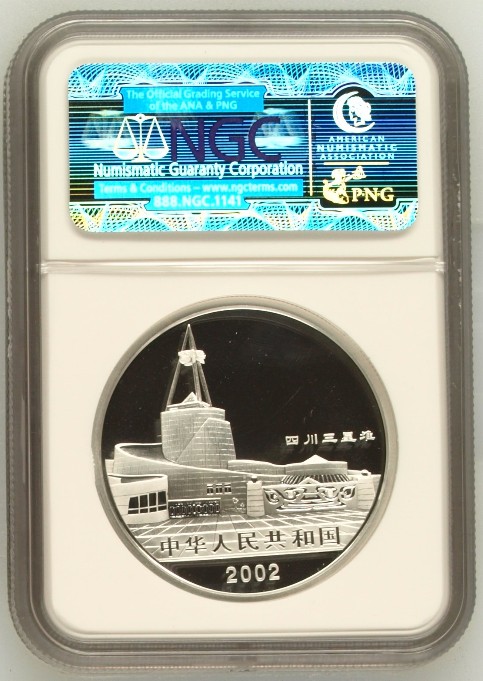 The Official Grading Service
of the ANA & PNG
NGC
Numismatic Guaranty Corporation
Terms & Conditions – www.ngcterms.com
888.NGC.1141
AMERICAN
NUMISMATIC
ASSOCIATION
PNG
四川三星堆
中华人民共和国
2002